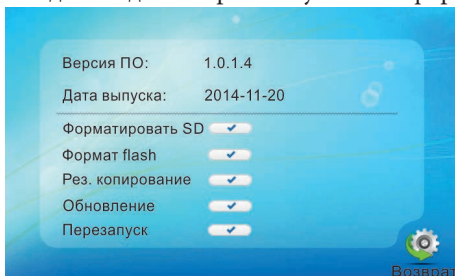 Версия ПО: 1.0.1.4
Дата выпуска: 2014-11-20
Форматировать SD
Формат flash
Рез. копирование
Обновление
Перезапуск
Возврат